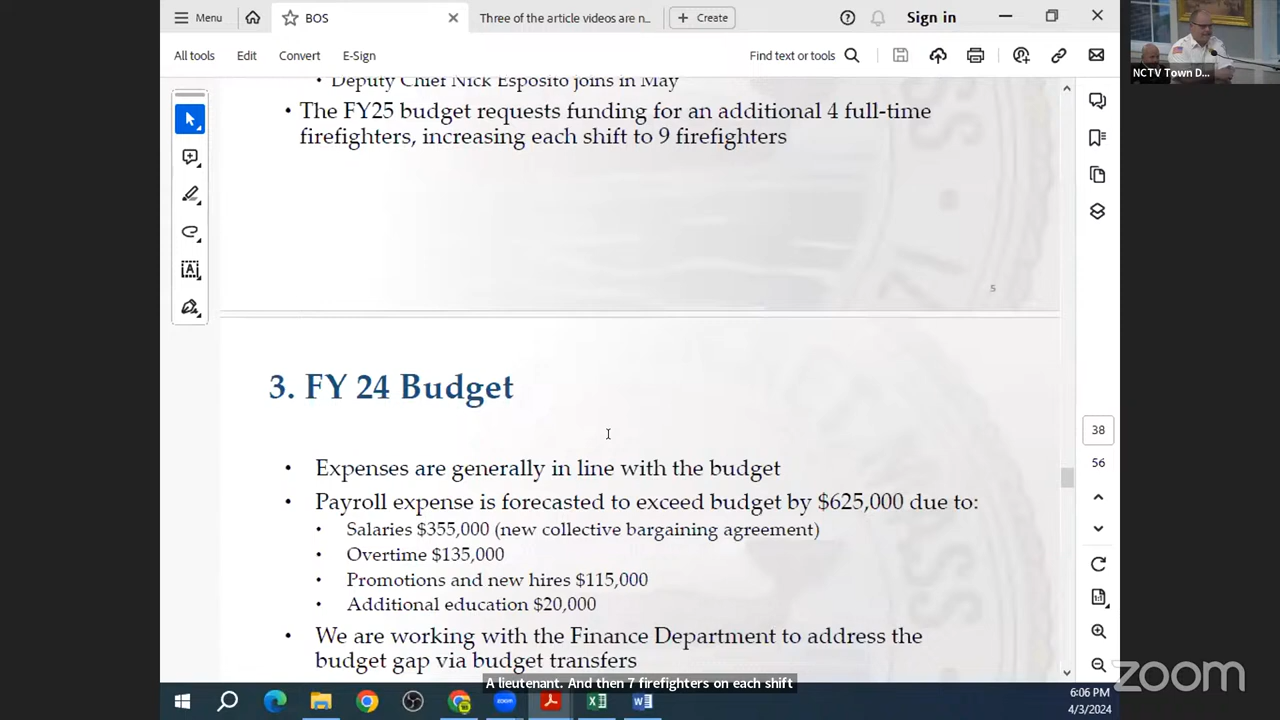 Menu
BOS
Three of the article videos are n...
Create
Sign in
All tools
Edit
Convert
E-Sign
Find text or tools
NCTV Town D...
• Deputy Chief Nick Esposito joins in May
• The FY25 budget requests funding for an additional 4 full-time
firefighters, increasing each shift to 9 firefighters
5
3. FY 24 Budget
• Expenses are generally in line with the budget
• Payroll expense is forecasted to exceed budget by $625,000 due to:
• Salaries $355,000 (new collective bargaining agreement)
• Overtime $135,000
• Promotions and new hires $115,000
• Additional education $20,000
• We are working with the Finance Department to address the
budget gap via budget transfers
38
56
1:1
A lieutenant. And then 7 firefighters on each shift
zoom
6:06 PM
4/3/2024
zoom